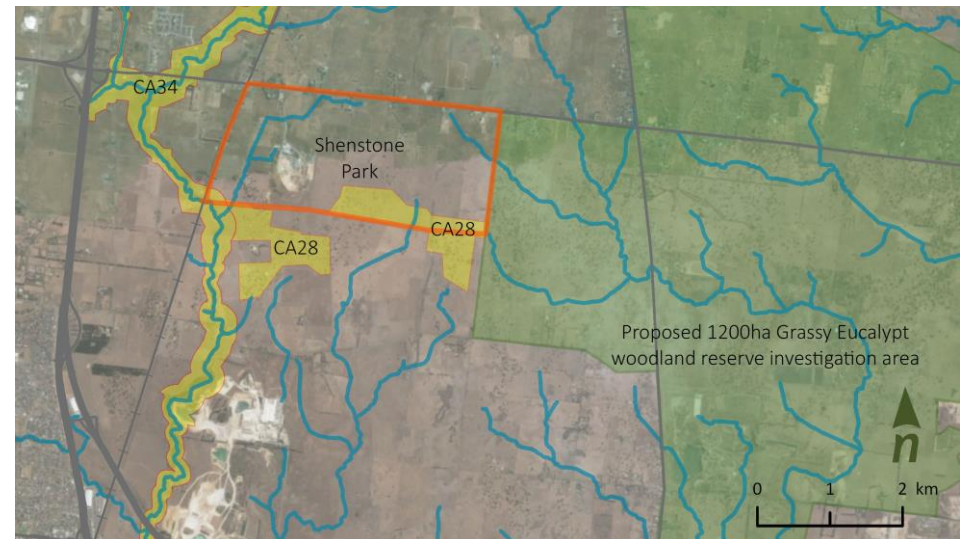 CA34
Shenstone
Park
CA28
CA28
Proposed 1200ha Grassy Eucalypt
woodland reserve investigation area
n
0 1 2 km